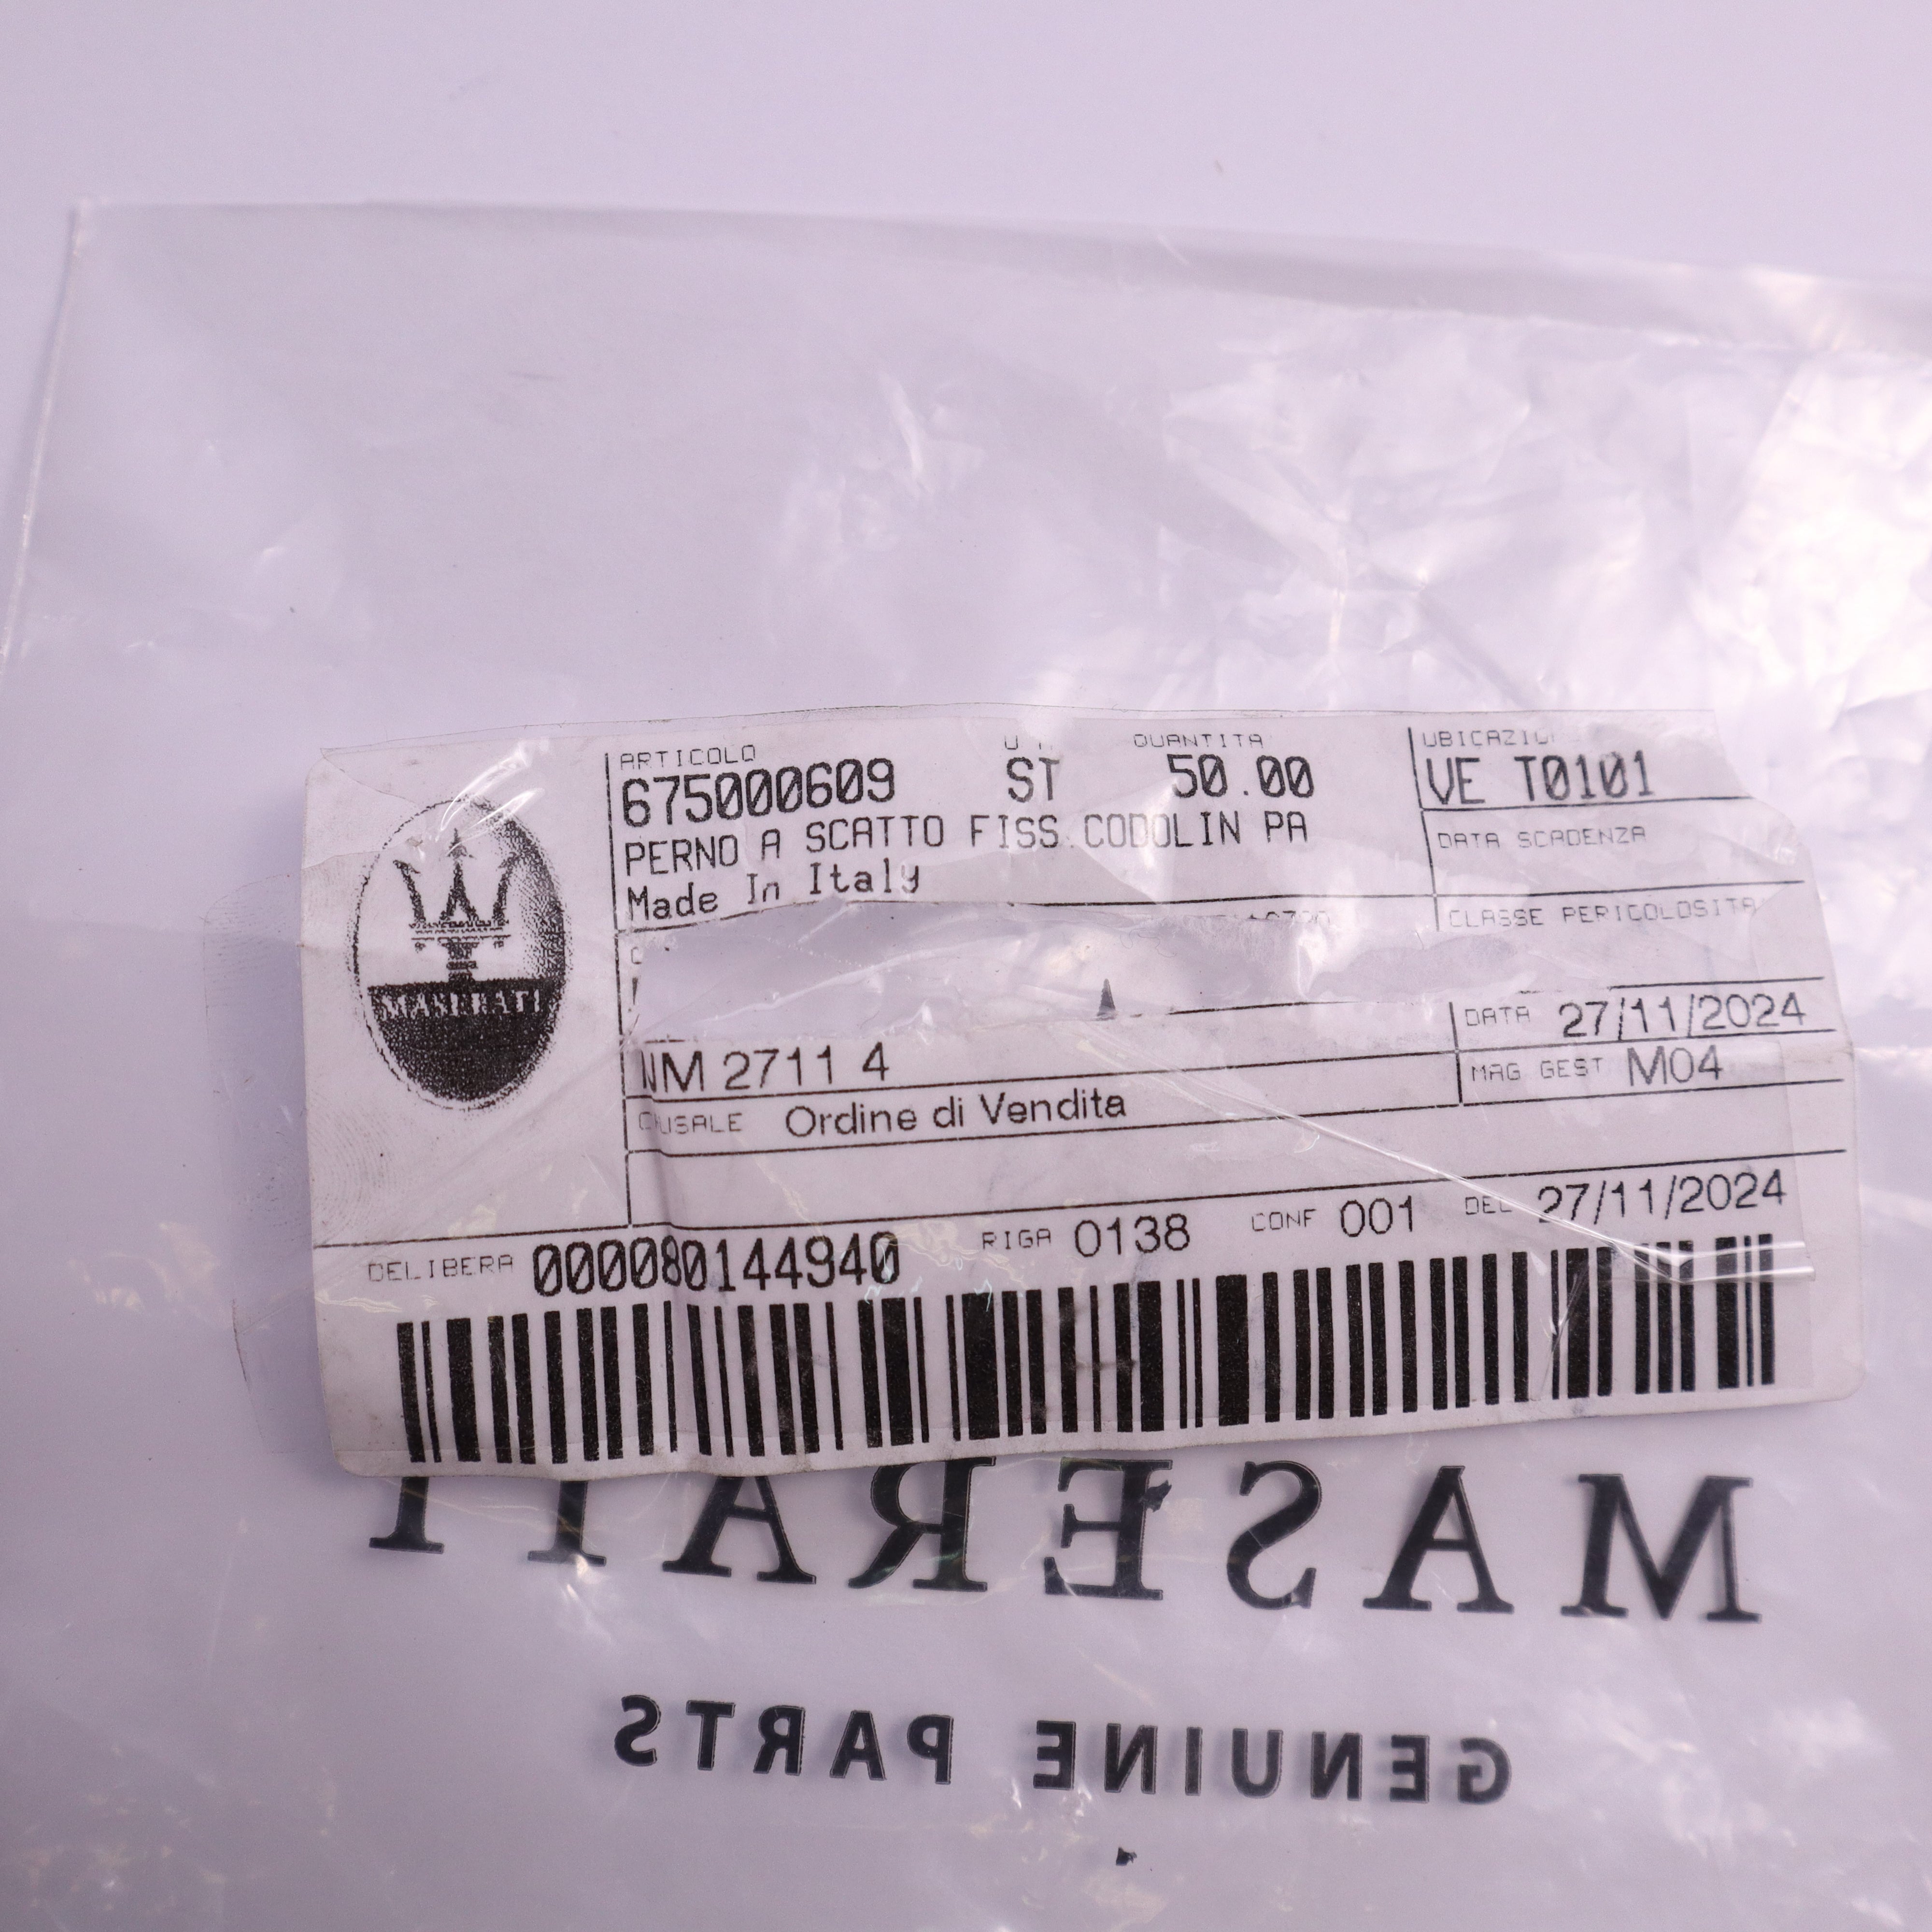 ARTICOLO QUANTITA
675000609 ST 50.00 VE T0101
PERNO A SCATTO FISS.CODOLIN PA
DATA SCADENZA
Made In Italy
CLASSE PERICOLOSITA
MASERATI
DATA 27/11/2024
NM 2711 4
MAG GEST M04
CAUSALE Ordine di Vendita
DELIBERA 000080144940 RIGA 0138 CONF 001 DEL 27/11/2024
MASERATI
GENUINE PARTS